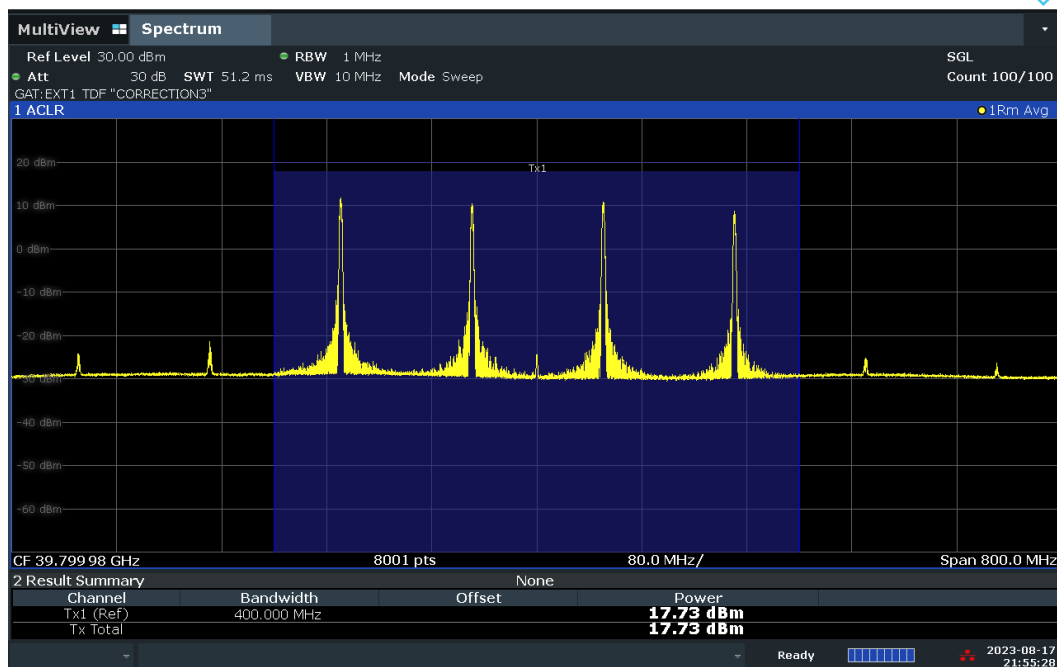 MultiView Spectrum
Ref Level 30.00 dBm RBW 1 MHz SGL
Att 30 dB SWT 51.2 ms VBW 10 MHz Mode Sweep Count 100/100
GAT:EXT1 TDF "CORRECTION3"
1 ACLR 1Rm Avg
20 dBm
Tx1
10 dBm
0 dBm
-10 dBm
-20 dBm
-30 dBm
-40 dBm
-50 dBm
-60 dBm
CF 39.79998 GHz 8001 pts 80.0 MHz/ Span 800.0 MHz
2 Result Summary None
Channel Bandwidth Offset Power
Tx1 (Ref) 400.000 MHz 17.73 dBm
Tx Total 17.73 dBm
Ready 2023-08-17
21:55:28